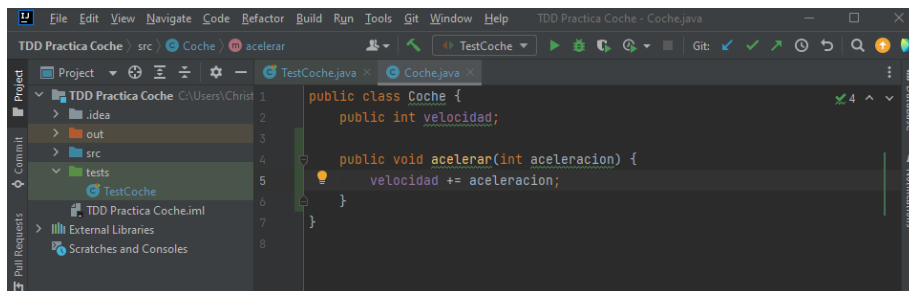 File Edit View Navigate Code Refactor Build Run Tools Git Window Help TDD Practica Coche - Coche.java
TDD Practica Coche src Coche acelerar TestCoche Git:
Project TestCoche.java Coche.java
TDD Practica Coche C:\Users\Christ
.idea
out
src
tests
TestCoche
TDD Practica Coche.iml
External Libraries
Scratches and Consoles
Project
Commit
Pull Requests
1 public class Coche {
2 public int velocidad;
3
4 public void acelerar(int aceleracion) {
5 velocidad += aceleracion;
6 }
7 }
8
4